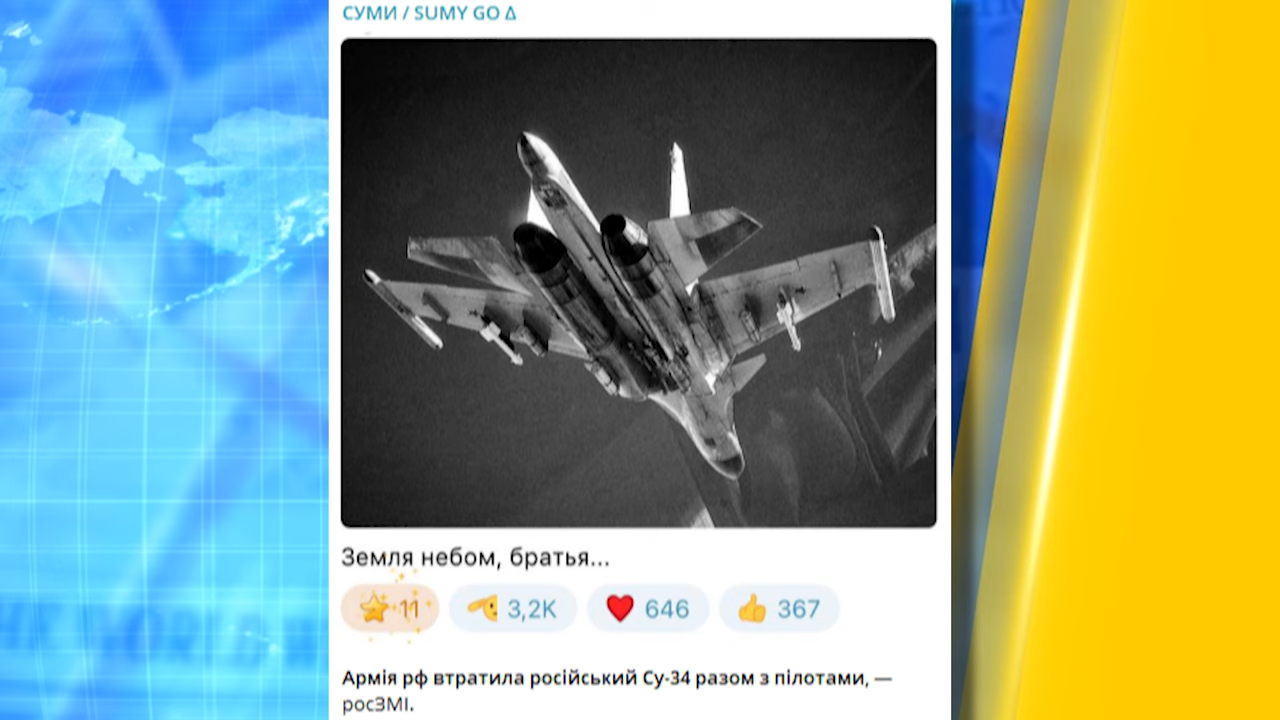 СУМИ / SUMY GO Δ
Земля небом, братья...
11 3,2K 646 367
Армія рф втратила російський Су-34 разом з пілотами, —
росЗМІ.